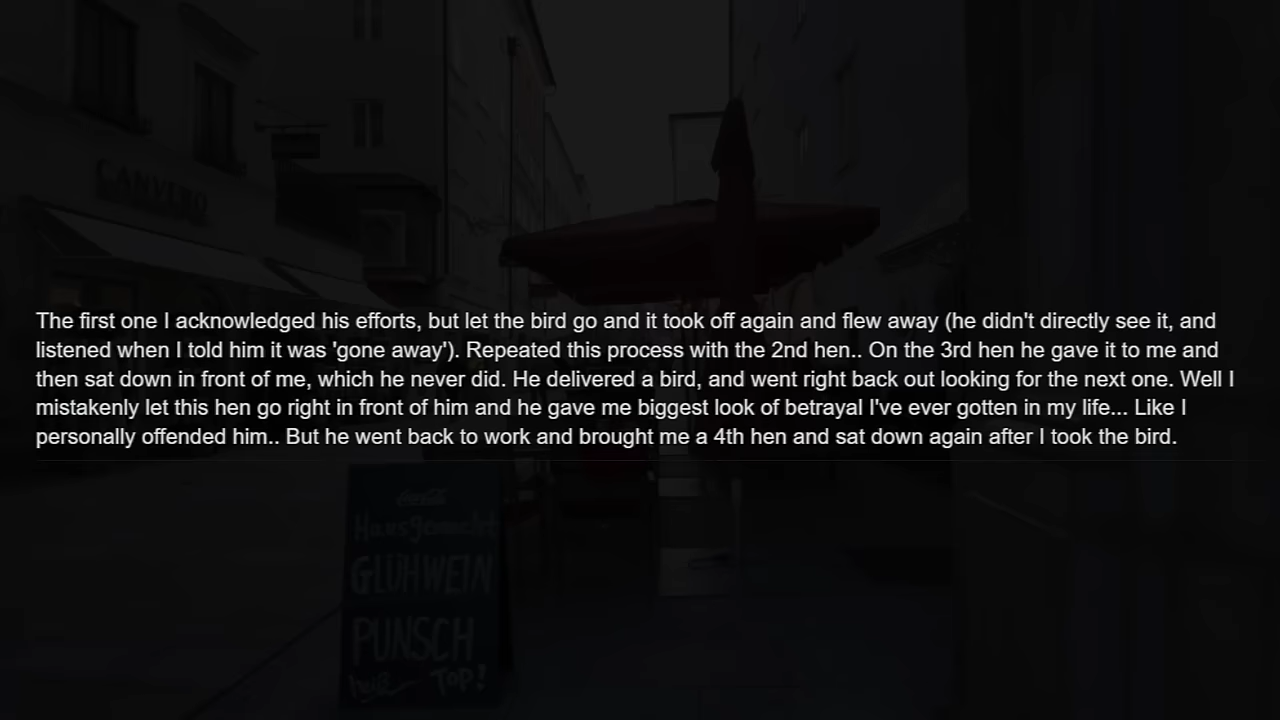 CANVERO
The first one I acknowledged his efforts, but let the bird go and it took off again and flew away (he didn't directly see it, and
listened when I told him it was 'gone away'). Repeated this process with the 2nd hen.. On the 3rd hen he gave it to me and
then sat down in front of me, which he never did. He delivered a bird, and went right back out looking for the next one. Well I
mistakenly let this hen go right in front of him and he gave me biggest look of betrayal I've ever gotten in my life... Like I
personally offended him.. But he went back to work and brought me a 4th hen and sat down again after I took the bird.
Coca-Cola
Hausgemacht
GLÜHWEIN
PUNSCH
heiß TOP!